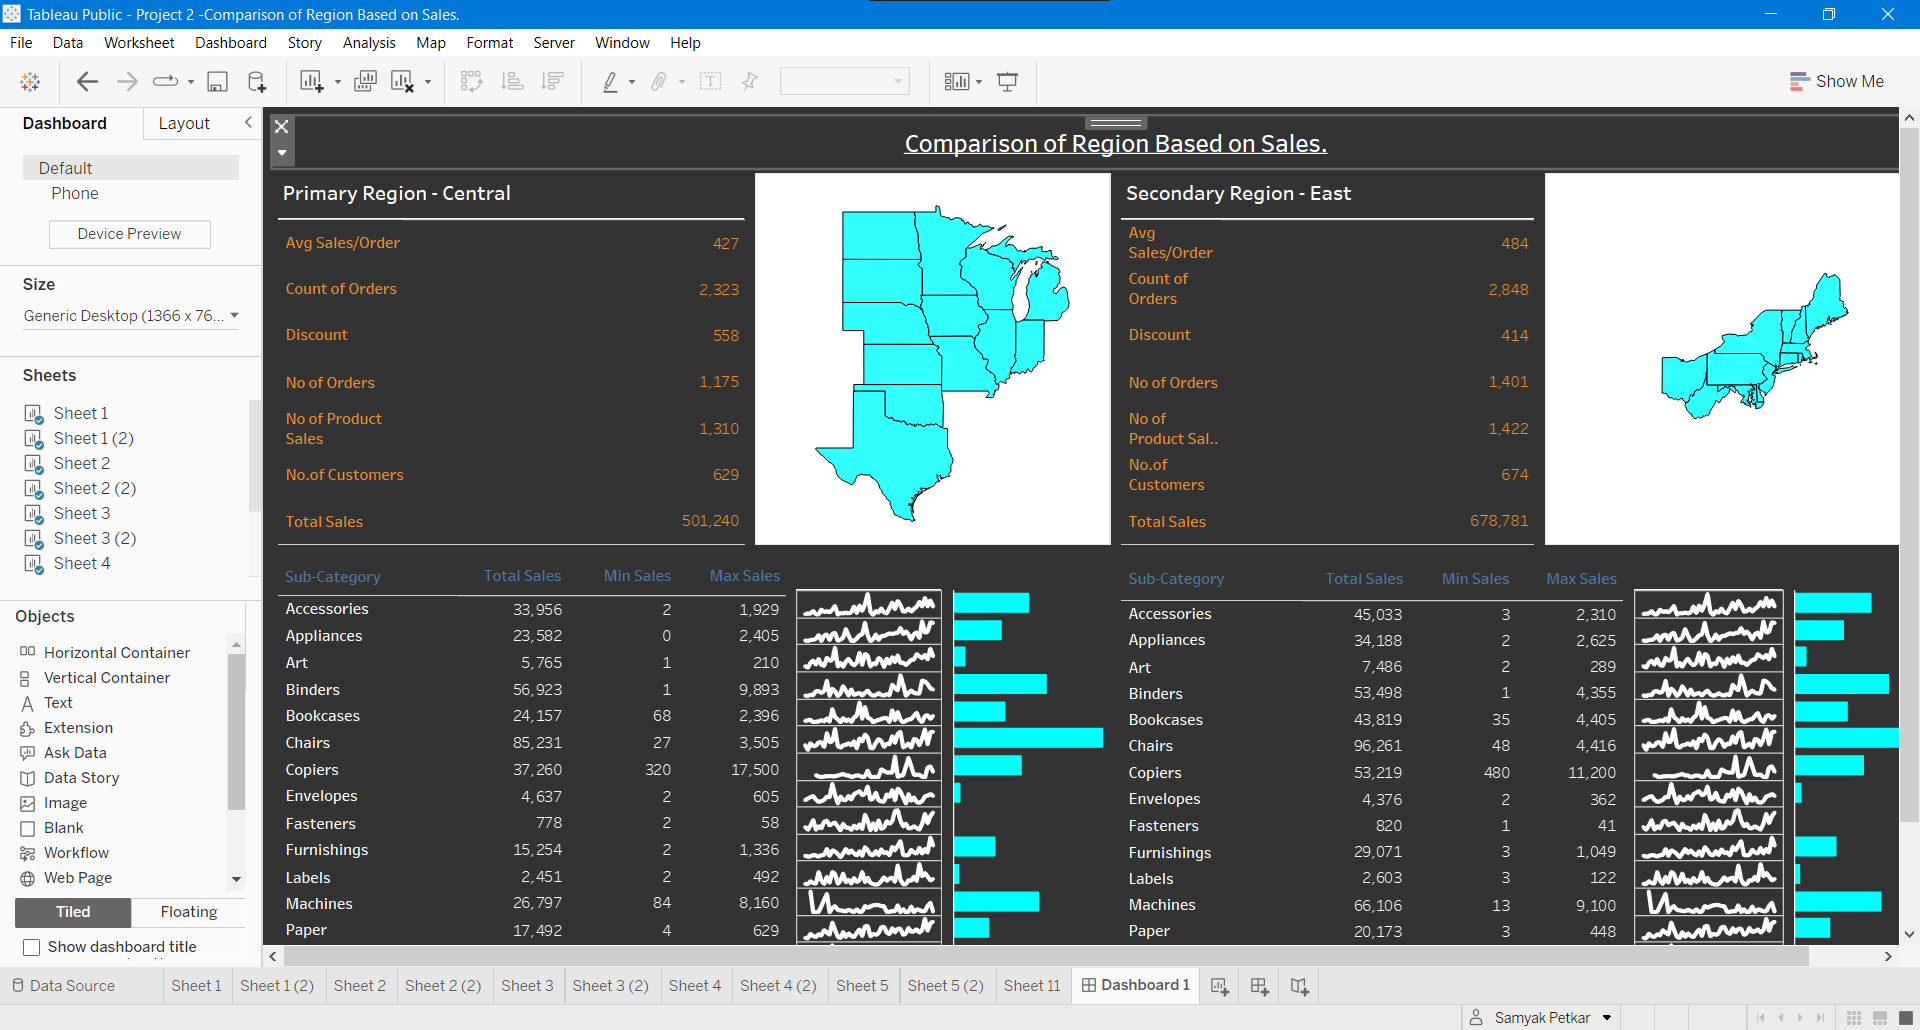 Tableau Public - Project 2 -Comparison of Region Based on Sales.
File Data Worksheet Dashboard Story Analysis Map Format Server Window Help
Show Me
Dashboard Layout
Default
Phone
Device Preview
Size
Generic Desktop (1366 x 76...
Sheets
Sheet 1
Sheet 1 (2)
Sheet 2
Sheet 2 (2)
Sheet 3
Sheet 3 (2)
Sheet 4
Objects
Horizontal Container
Vertical Container
Text
Extension
Ask Data
Data Story
Image
Blank
Workflow
Web Page
Tiled Floating
Show dashboard title
Comparison of Region Based on Sales.
Primary Region - Central
Avg Sales/Order 427
Count of Orders 2,323
Discount 558
No of Orders 1,175
No of Product
Sales 1,310
No.of Customers 629
Total Sales 501,240
Secondary Region - East
Avg
Sales/Order 484
Count of
Orders 2,848
Discount 414
No of Orders 1,401
No of
Product Sal.. 1,422
No.of
Customers 674
Total Sales 678,781
Sub-Category Total Sales Min Sales Max Sales
Accessories 33,956 2 1,929
Appliances 23,582 0 2,405
Art 5,765 1 210
Binders 56,923 1 9,893
Bookcases 24,157 68 2,396
Chairs 85,231 27 3,505
Copiers 37,260 320 17,500
Envelopes 4,637 2 605
Fasteners 778 2 58
Furnishings 15,254 2 1,336
Labels 2,451 2 492
Machines 26,797 84 8,160
Paper 17,492 4 629
Sub-Category Total Sales Min Sales Max Sales
Accessories 45,033 3 2,310
Appliances 34,188 2 2,625
Art 7,486 2 289
Binders 53,498 1 4,355
Bookcases 43,819 35 4,405
Chairs 96,261 48 4,416
Copiers 53,219 480 11,200
Envelopes 4,376 2 362
Fasteners 820 1 41
Furnishings 29,071 3 1,049
Labels 2,603 3 122
Machines 66,106 13 9,100
Paper 20,173 3 448
Data Source Sheet 1 Sheet 1 (2) Sheet 2 Sheet 2 (2) Sheet 3 Sheet 3 (2) Sheet 4 Sheet 4 (2) Sheet 5 Sheet 5 (2) Sheet 11 Dashboard 1
Samyak Petkar